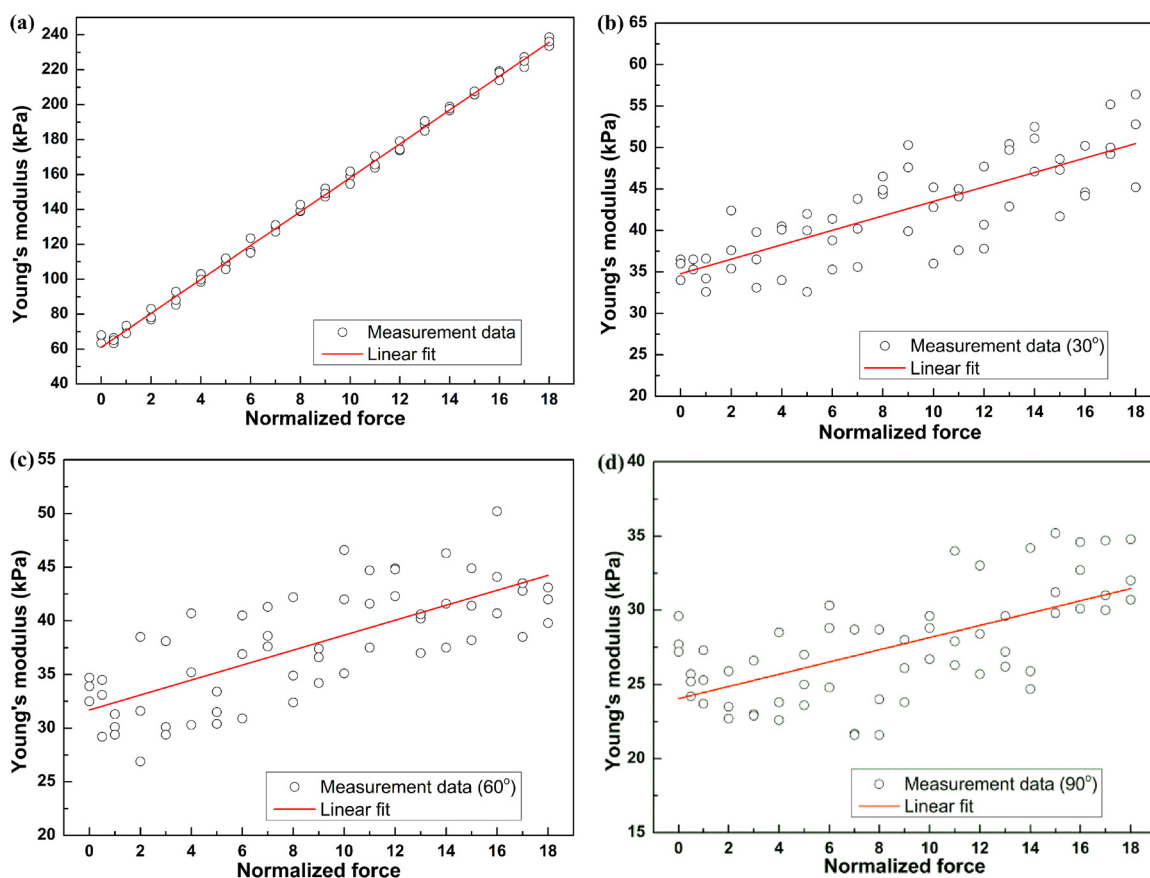 (a)
240
220
200
180
160
140
120
100
80
60
40
Young's modulus (kPa)
Measurement data
Linear fit
0 2 4 6 8 10 12 14 16 18
Normalized force
(b)
65
60
55
50
45
40
35
30
25
20
Young's modulus (kPa)
Measurement data (30°)
Linear fit
0 2 4 6 8 10 12 14 16 18
Normalized force
(c)
55
50
45
40
35
30
25
20
Young's modulus (kPa)
Measurement data (60°)
Linear fit
0 2 4 6 8 10 12 14 16 18
Normalized force
(d)
40
35
30
25
20
15
Young's modulus (kPa)
Measurement data (90°)
Linear fit
0 2 4 6 8 10 12 14 16 18
Normalized force